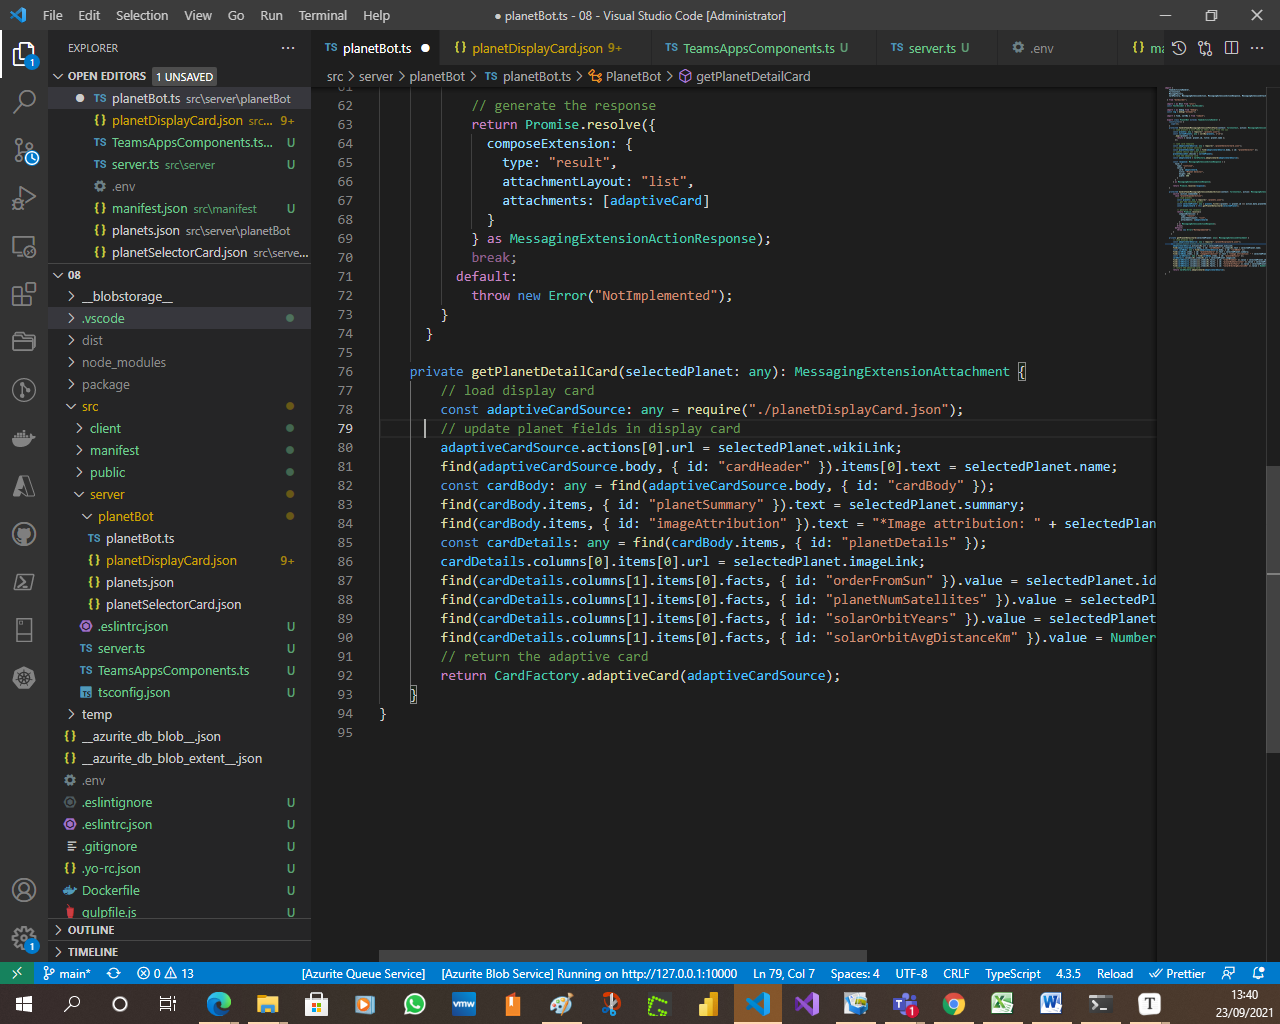 File Edit Selection View Go Run Terminal Help
● planetBot.ts - 08 - Visual Studio Code [Administrator]
EXPLORER
TS planetBot.ts ●
{} planetDisplayCard.json 9+
TS TeamsAppsComponents.ts U
TS server.ts U
.env
{}
OPEN EDITORS 1 UNSAVED
src > server > planetBot > TS planetBot.ts > PlanetBot > getPlanetDetailCard
● TS planetBot.ts src\server\planetBot
{} planetDisplayCard.json src... 9+
TS TeamsAppsComponents.ts... U
TS server.ts src\server U
.env
{} manifest.json src\manifest U
{} planets.json src\server\planetBot
{} planetSelectorCard.json src\serve...
08
__blobstorage__
.vscode
dist
node_modules
package
src
client
manifest
public
server
planetBot
TS planetBot.ts
{} planetDisplayCard.json 9+
{} planets.json
{} planetSelectorCard.json
.eslintrc.json U
TS server.ts U
TS TeamsAppsComponents.ts U
tsconfig.json U
temp
{} __azurite_db_blob__.json
{} __azurite_db_blob_extent__.json
.env
.eslintignore U
.eslintrc.json U
.gitignore U
{} .yo-rc.json U
Dockerfile U
gulpfile.js U
OUTLINE
TIMELINE
61
62 // generate the response
63 return Promise.resolve({
64 composeExtension: {
65 type: "result",
66 attachmentLayout: "list",
67 attachments: [adaptiveCard]
68 }
69 } as MessagingExtensionActionResponse);
70 break;
71 default:
72 throw new Error("NotImplemented");
73 }
74 }
75
76 private getPlanetDetailCard(selectedPlanet: any): MessagingExtensionAttachment {
77 // load display card
78 const adaptiveCardSource: any = require("./planetDisplayCard.json");
79 // update planet fields in display card
80 adaptiveCardSource.actions[0].url = selectedPlanet.wikiLink;
81 find(adaptiveCardSource.body, { id: "cardHeader" }).items[0].text = selectedPlanet.name;
82 const cardBody: any = find(adaptiveCardSource.body, { id: "cardBody" });
83 find(cardBody.items, { id: "planetSummary" }).text = selectedPlanet.summary;
84 find(cardBody.items, { id: "imageAttribution" }).text = "*Image attribution: " + selectedPlan
85 const cardDetails: any = find(cardBody.items, { id: "planetDetails" });
86 cardDetails.columns[0].items[0].url = selectedPlanet.imageLink;
87 find(cardDetails.columns[1].items[0].facts, { id: "orderFromSun" }).value = selectedPlanet.id
88 find(cardDetails.columns[1].items[0].facts, { id: "planetNumSatellites" }).value = selectedPl
89 find(cardDetails.columns[1].items[0].facts, { id: "solarOrbitYears" }).value = selectedPlanet
90 find(cardDetails.columns[1].items[0].facts, { id: "solarOrbitAvgDistanceKm" }).value = Number
91 // return the adaptive card
92 return CardFactory.adaptiveCard(adaptiveCardSource);
93 }
94 }
95
main* 0 13 [Azurite Queue Service] [Azurite Blob Service] Running on http://127.0.0.1:10000 Ln 79, Col 7 Spaces: 4 UTF-8 CRLF TypeScript 4.3.5 Reload Prettier
vmw
13:40
23/09/2021